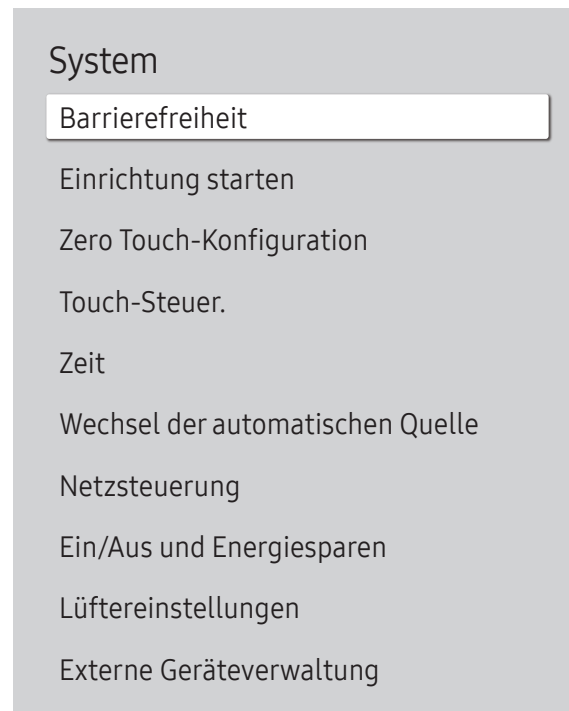 System
Barrierefreiheit
Einrichtung starten
Zero Touch-Konfiguration
Touch-Steuer.
Zeit
Wechsel der automatischen Quelle
Netzsteuerung
Ein/Aus und Energiesparen
Lüftereinstellungen
Externe Geräteverwaltung